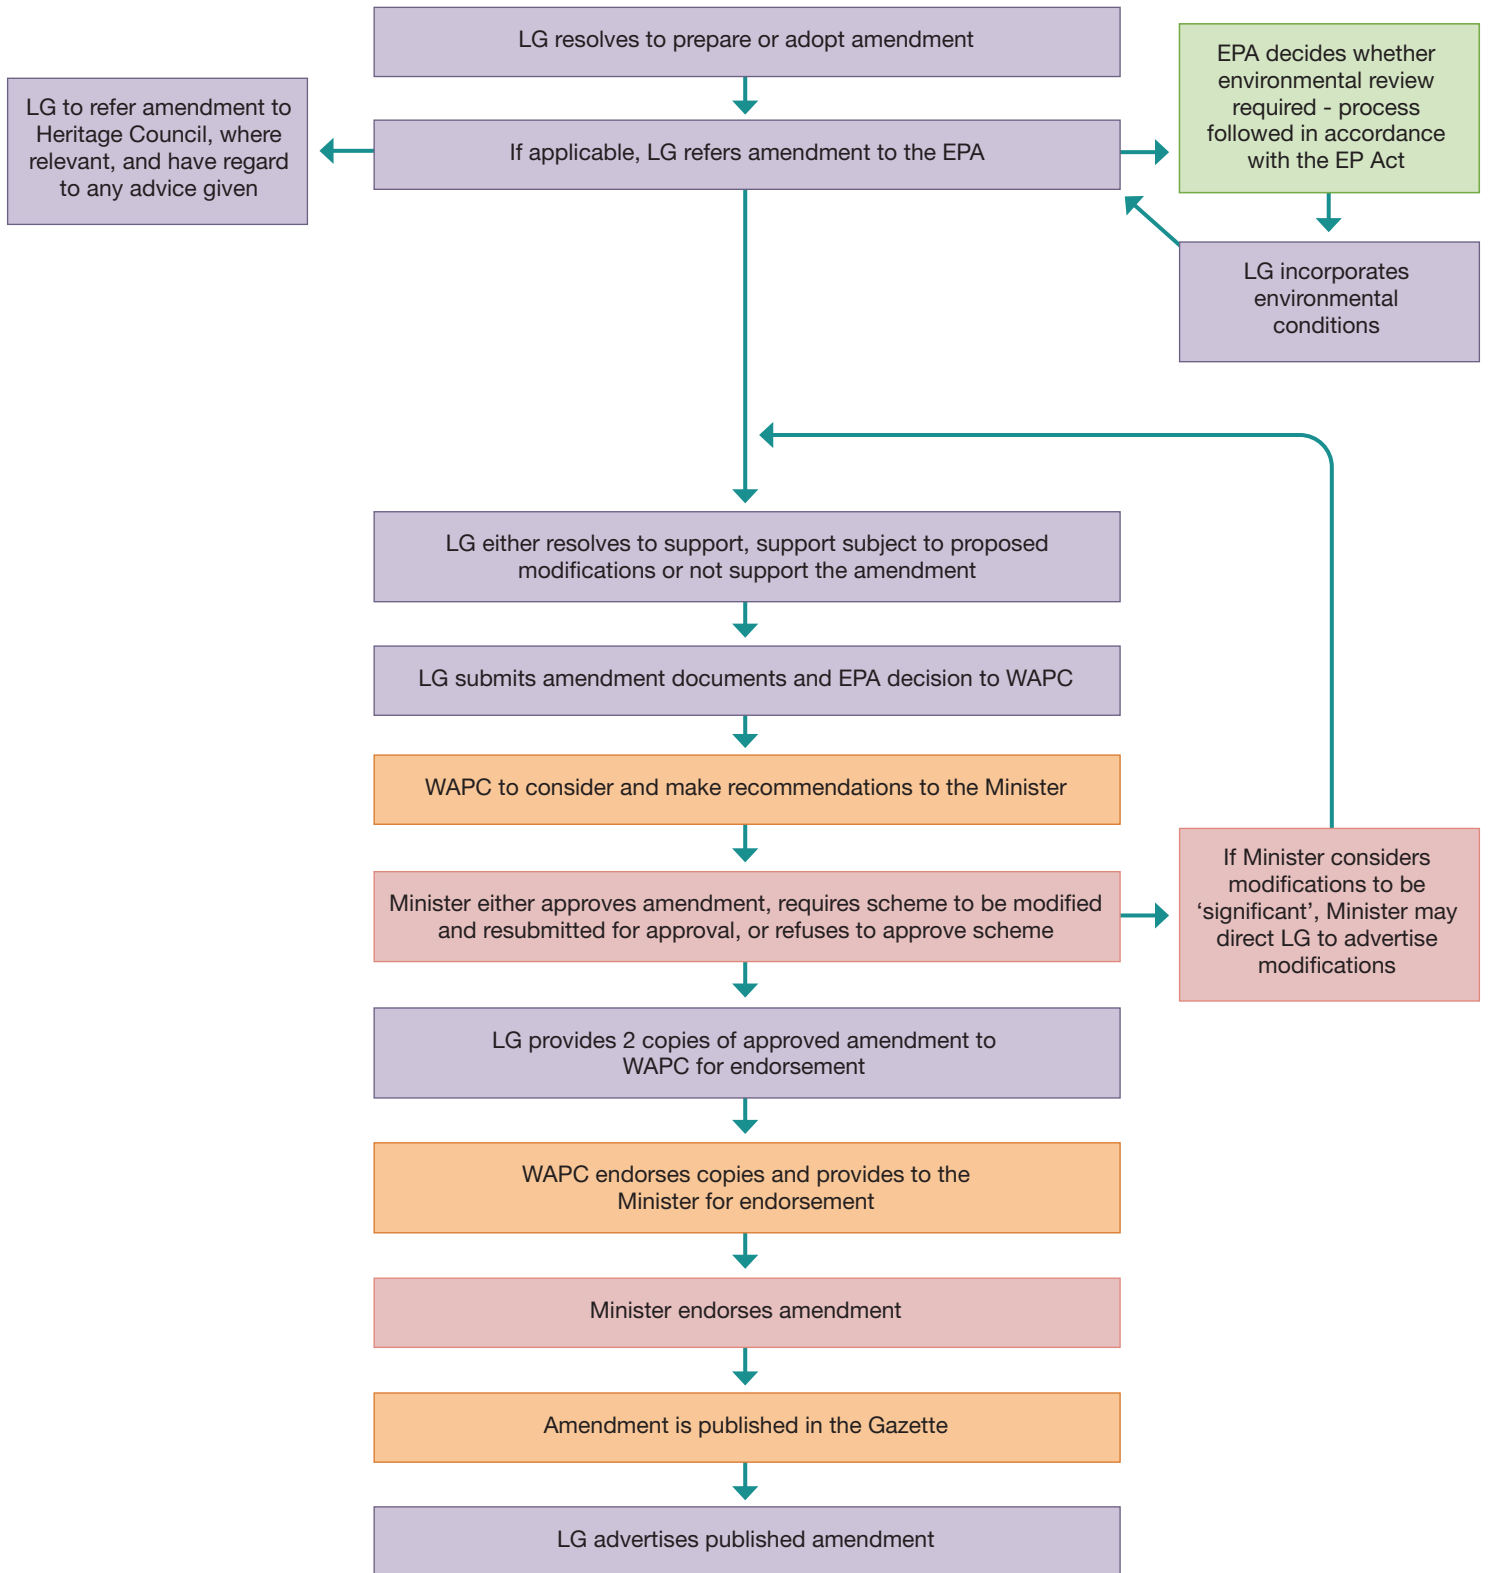 LG resolves to prepare or adopt amendment
EPA decides whether
environmental review
required - process
followed in accordance
with the EP Act
LG to refer amendment to
Heritage Council, where
relevant, and have regard
to any advice given
If applicable, LG refers amendment to the EPA
LG incorporates
environmental
conditions
LG either resolves to support, support subject to proposed
modifications or not support the amendment
LG submits amendment documents and EPA decision to WAPC
WAPC to consider and make recommendations to the Minister
Minister either approves amendment, requires scheme to be modified
and resubmitted for approval, or refuses to approve scheme
If Minister considers
modifications to be
‘significant’, Minister may
direct LG to advertise
modifications
LG provides 2 copies of approved amendment to
WAPC for endorsement
WAPC endorses copies and provides to the
Minister for endorsement
Minister endorses amendment
Amendment is published in the Gazette
LG advertises published amendment